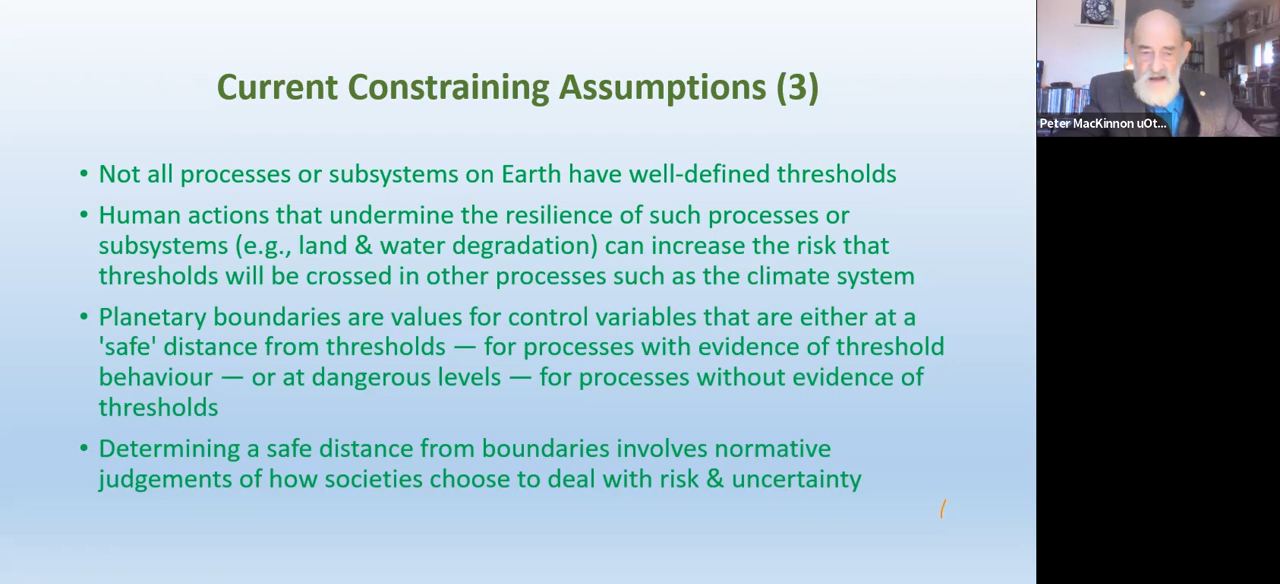 Current Constraining Assumptions (3)
• Not all processes or subsystems on Earth have well-defined thresholds
• Human actions that undermine the resilience of such processes or
subsystems (e.g., land & water degradation) can increase the risk that
thresholds will be crossed in other processes such as the climate system
• Planetary boundaries are values for control variables that are either at a
'safe' distance from thresholds — for processes with evidence of threshold
behaviour — or at dangerous levels — for processes without evidence of
thresholds
• Determining a safe distance from boundaries involves normative
judgements of how societies choose to deal with risk & uncertainty
Peter MacKinnon uOt...